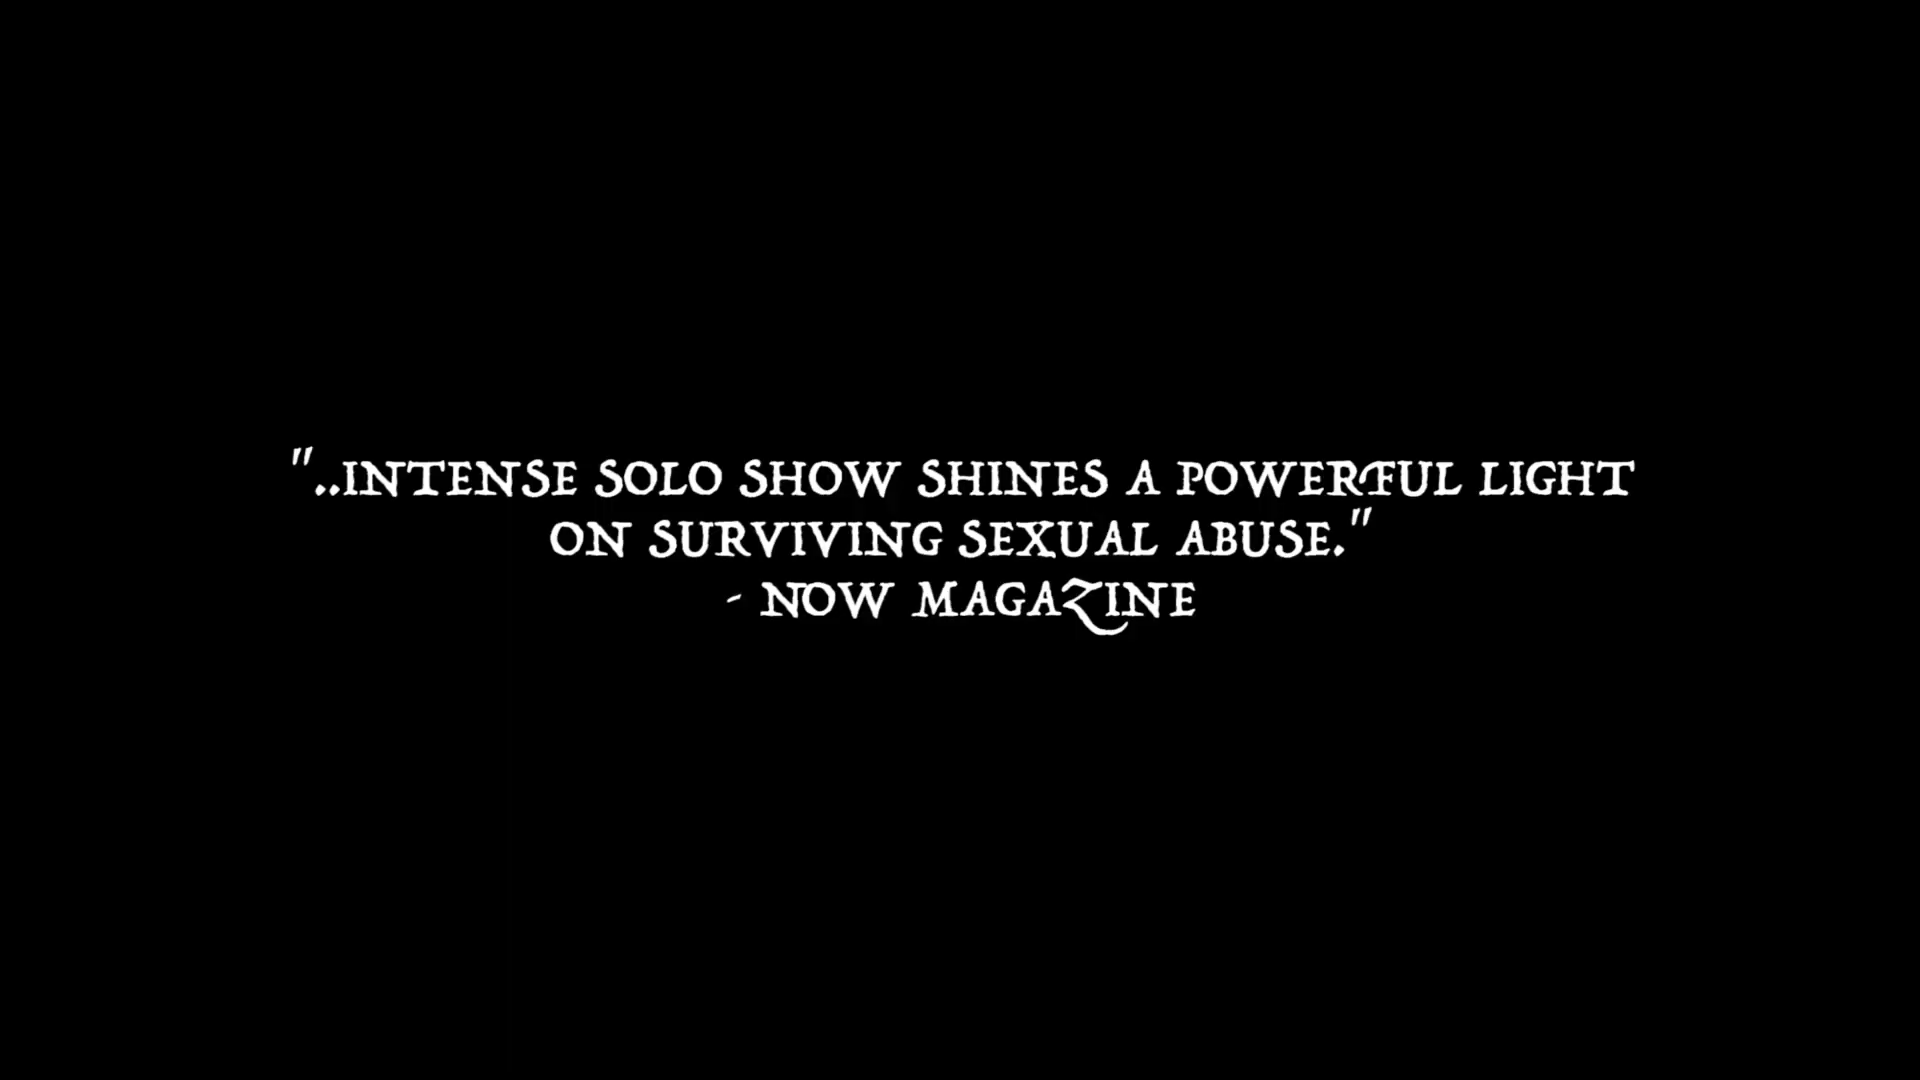 "..INTENSE SOLO SHOW SHINES A POWERFUL LIGHT
ON SURVIVING SEXUAL ABUSE."
- NOW MAGAZINE